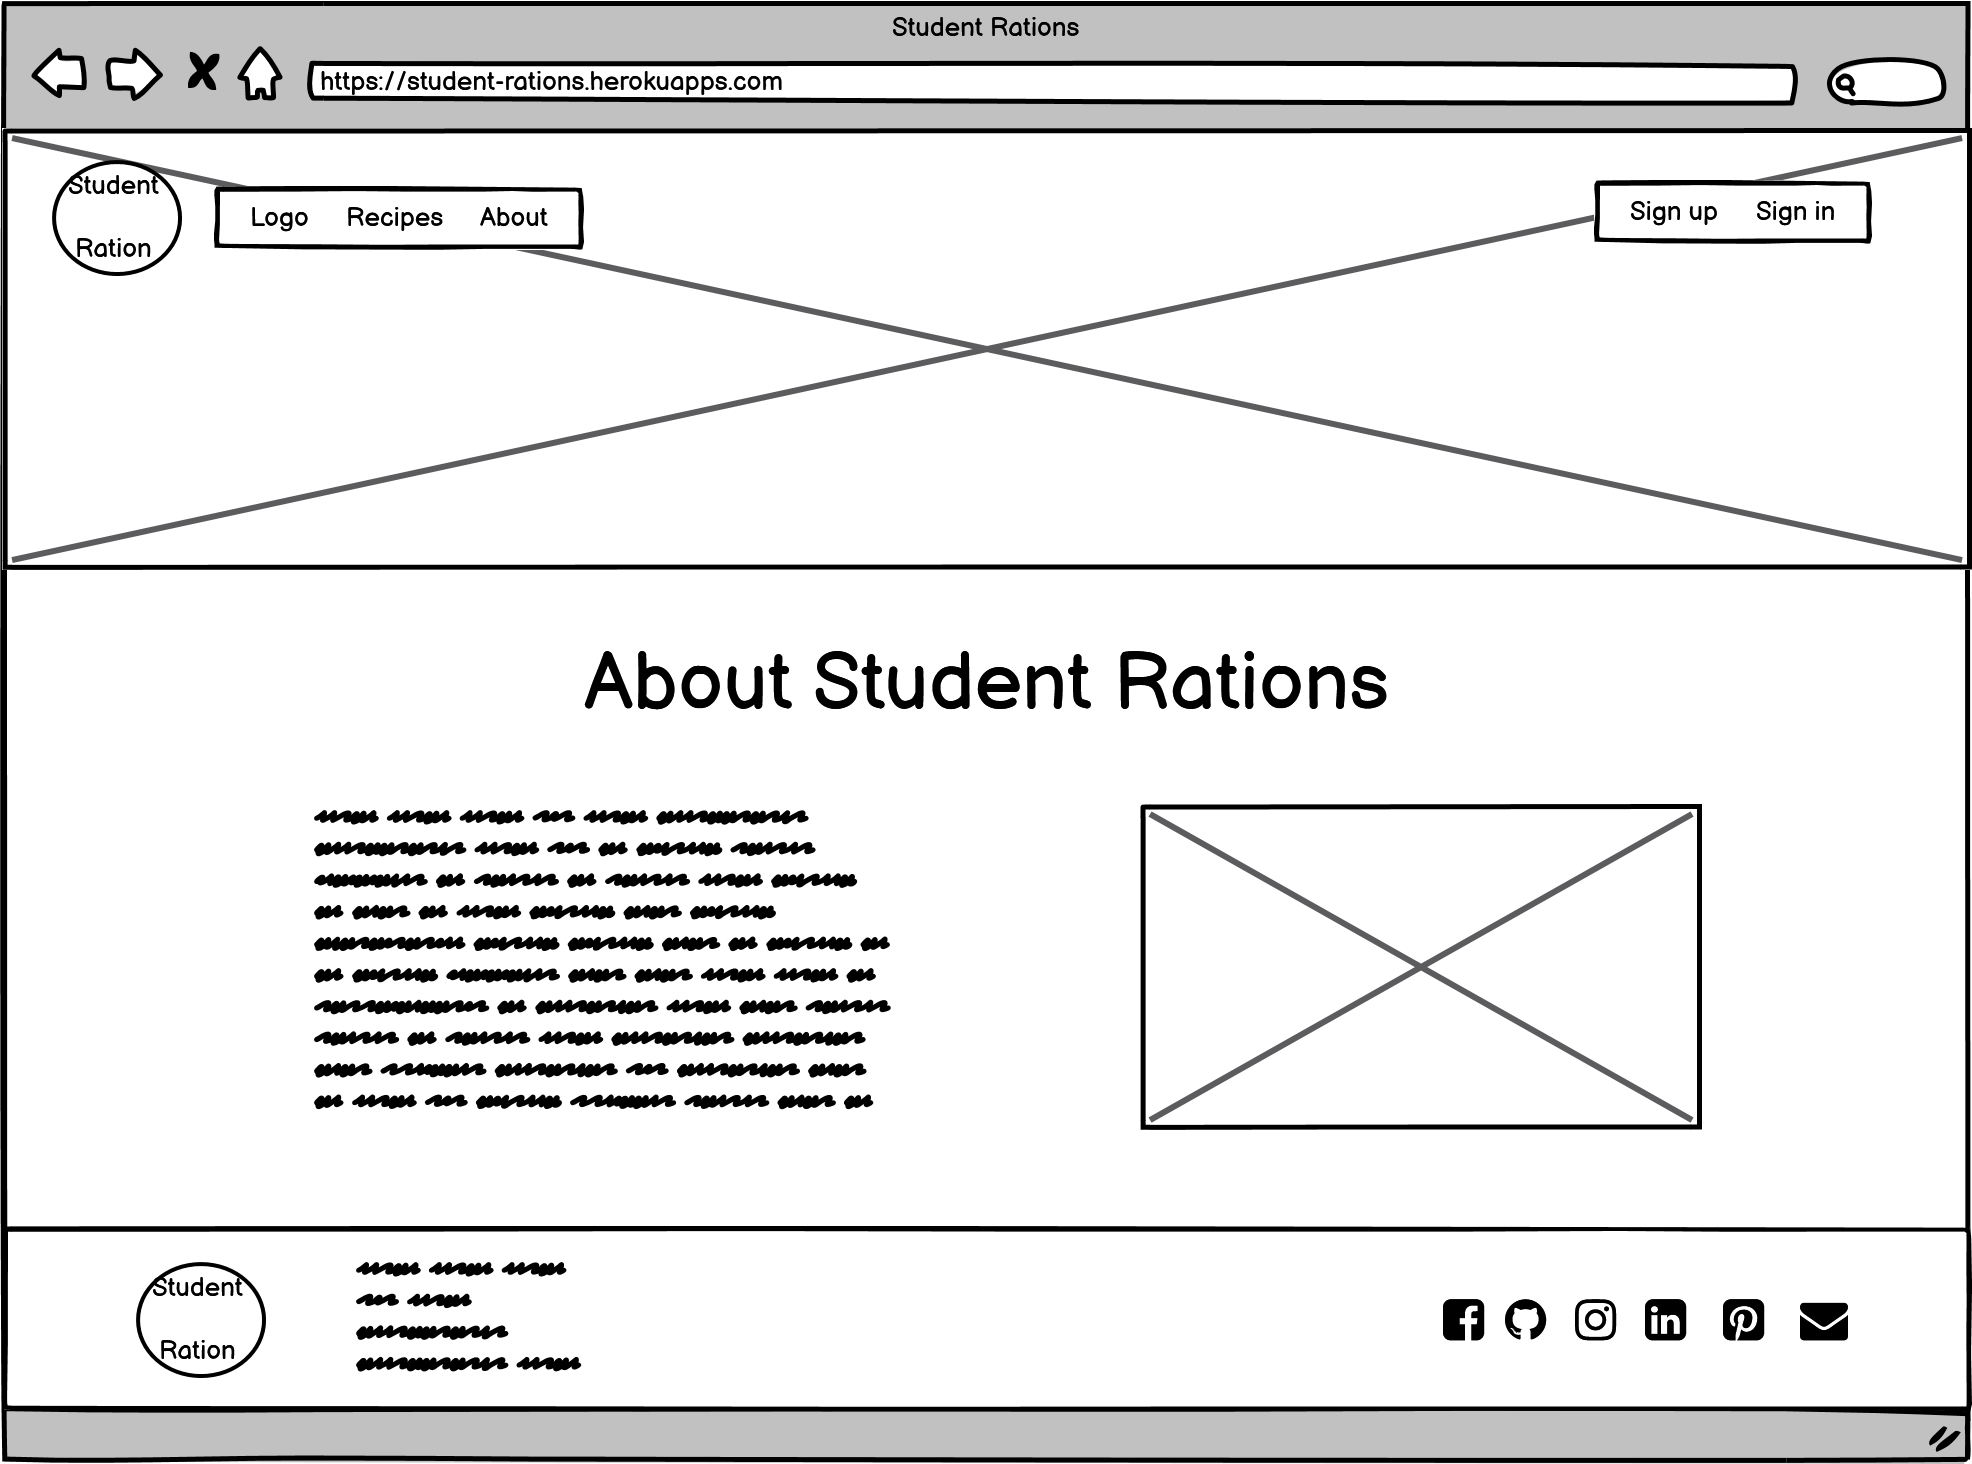 Student Rations
https://student-rations.herokuapps.com
Student
Ration
Logo Recipes About
Sign up Sign in
About Student Rations
Student
Ration